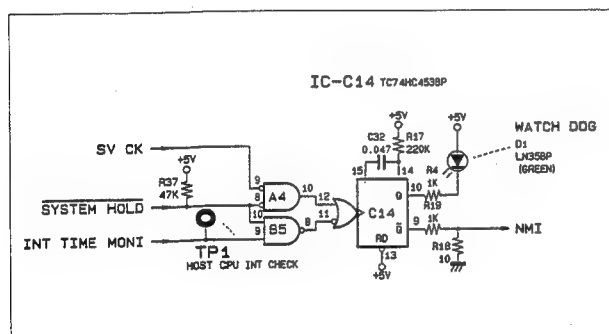 IC-C14 TC74HC4538P
+5V
+5V
C32
0.047
R17
220K
WATCH DOG
D1
LN358P
(GREEN)
SV CK
+5V
R37
47K
15
14
R4
1K
9
8
A4
10
12
Q
10
R19
SYSTEM HOLD
10
11
C14
1K
9
B5
8
Q
9
NMI
INT TIME MONI
RD
R18
10
TP1
13
HOST CPU INT CHECK
+5V